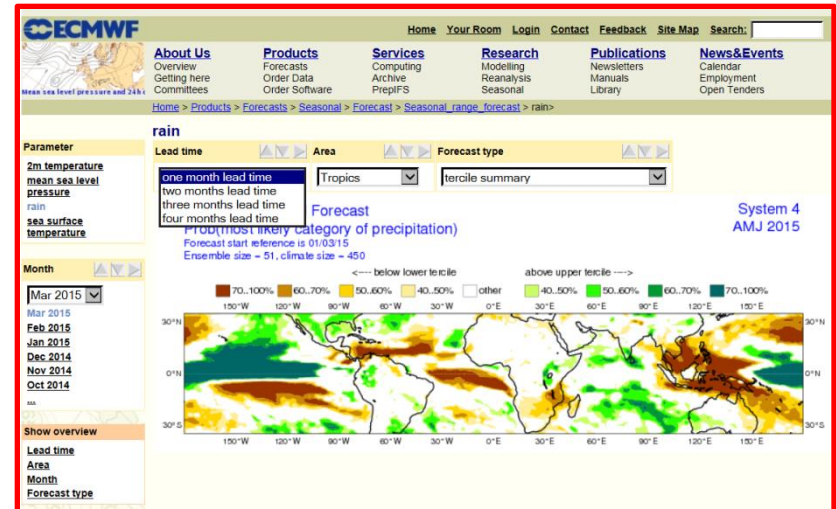 ECMWF
Home Your Room Login Contact Feedback Site Map Search:
About Us Products Services Research Publications News&Events
Overview Forecasts Computing Modelling Newsletters Calendar
Getting here Order Data Archive Reanalysis Manuals Employment
Committees Order Software PrepIFS Seasonal Library Open Tenders
Mean sea level pressure and 24h
Home > Products > Forecasts > Seasonal > Forecast > Seasonal_range_forecast > rain>
rain
Parameter
2m temperature
mean sea level
pressure
rain
sea surface
temperature
Month
Mar 2015
Mar 2015
Feb 2015
Jan 2015
Dec 2014
Nov 2014
Oct 2014
...
Show overview
Lead time
Area
Month
Forecast type
Lead time Area Forecast type
one month lead time Tropics tercile summary
two months lead time
three months lead time
four months lead time
Forecast System 4
Prob(most likely category of precipitation) AMJ 2015
Forecast start reference is 01/03/15
Ensemble size = 51, climate size = 450
<---- below lower tercile above upper tercile ---->
70..100% 60..70% 50..60% 40..50% other 40..50% 50..60% 60..70% 70..100%
150°W 120°W 90°W 60°W 30°W 0°E 30°E 60°E 90°E 120°E 150°E
30°N 30°N
0°N 0°N
30°S 30°S
150°W 120°W 90°W 60°W 30°W 0°E 30°E 60°E 90°E 120°E 150°E